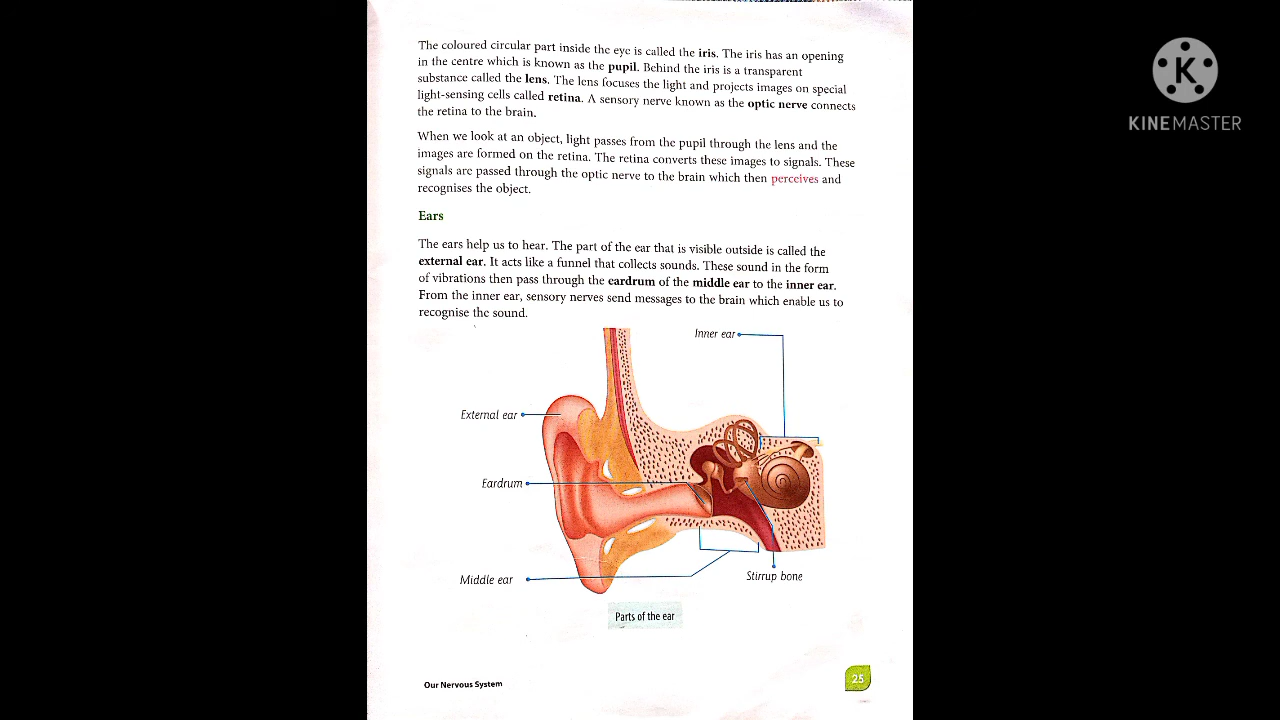 The coloured circular part inside the eye is called the iris. The iris has an opening
in the centre which is known as the pupil. Behind the iris is a transparent
substance called the lens. The lens focuses the light and projects images on special
light-sensing cells called retina. A sensory nerve known as the optic nerve connects
the retina to the brain.
When we look at an object, light passes from the pupil through the lens and the
images are formed on the retina. The retina converts these images to signals. These
signals are passed through the optic nerve to the brain which then perceives and
recognises the object.
Ears
The ears help us to hear. The part of the ear that is visible outside is called the
external ear. It acts like a funnel that collects sounds. These sound in the form
of vibrations then pass through the eardrum of the middle ear to the inner ear.
From the inner ear, sensory nerves send messages to the brain which enable us to
recognise the sound.
Inner ear
External ear
Eardrum
Middle ear
Stirrup bone
Parts of the ear
Our Nervous System
25
K
KINEMASTER